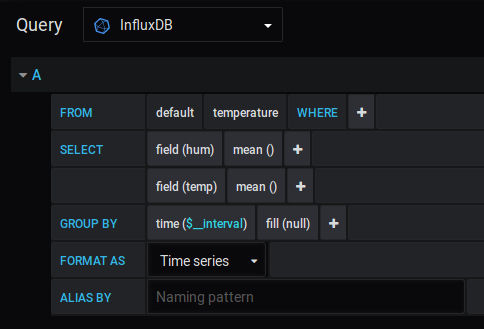 Query InfluxDB
A
FROM default temperature WHERE +
SELECT field (hum) mean () +
field (temp) mean () +
GROUP BY time ($__interval) fill (null) +
FORMAT AS Time series
ALIAS BY Naming pattern